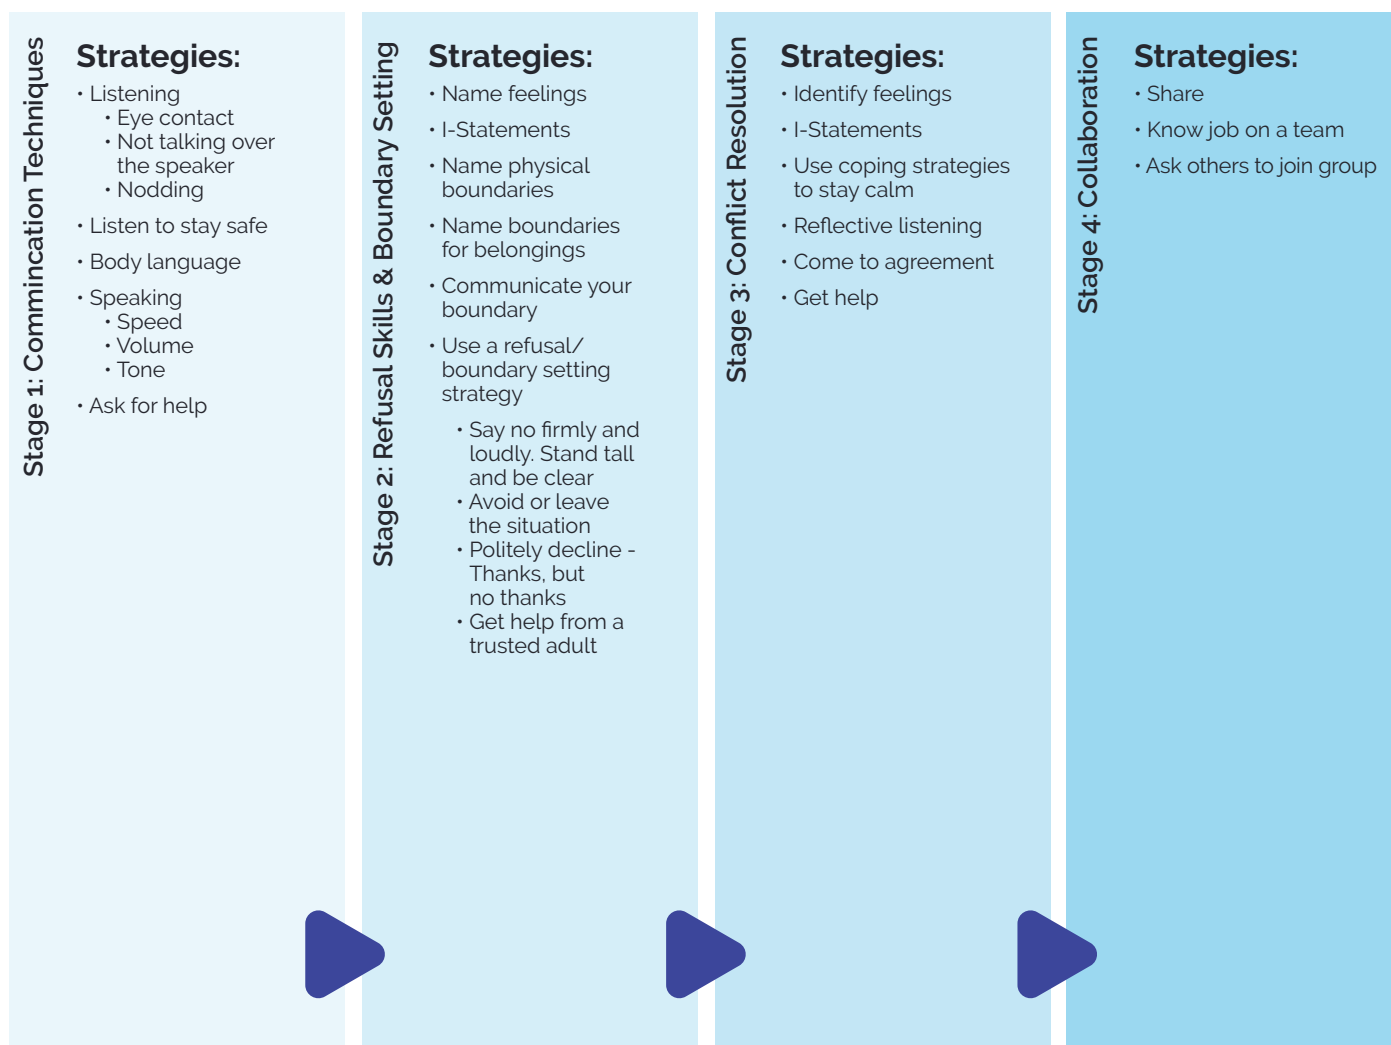 Stage 1: Commincation Techniques
Strategies:
• Listening
• Eye contact
• Not talking over
the speaker
• Nodding
• Listen to stay safe
• Body language
• Speaking
• Speed
• Volume
• Tone
• Ask for help
Stage 2: Refusal Skills & Boundary Setting
Strategies:
• Name feelings
• I-Statements
• Name physical
boundaries
• Name boundaries
for belongings
• Communicate your
boundary
• Use a refusal/
boundary setting
strategy
• Say no firmly and
loudly. Stand tall
and be clear
• Avoid or leave
the situation
• Politely decline -
Thanks, but
no thanks
• Get help from a
trusted adult
Stage 3: Conflict Resolution
Strategies:
• Identify feelings
• I-Statements
• Use coping strategies
to stay calm
• Reflective listening
• Come to agreement
• Get help
Stage 4: Collaboration
Strategies:
• Share
• Know job on a team
• Ask others to join group